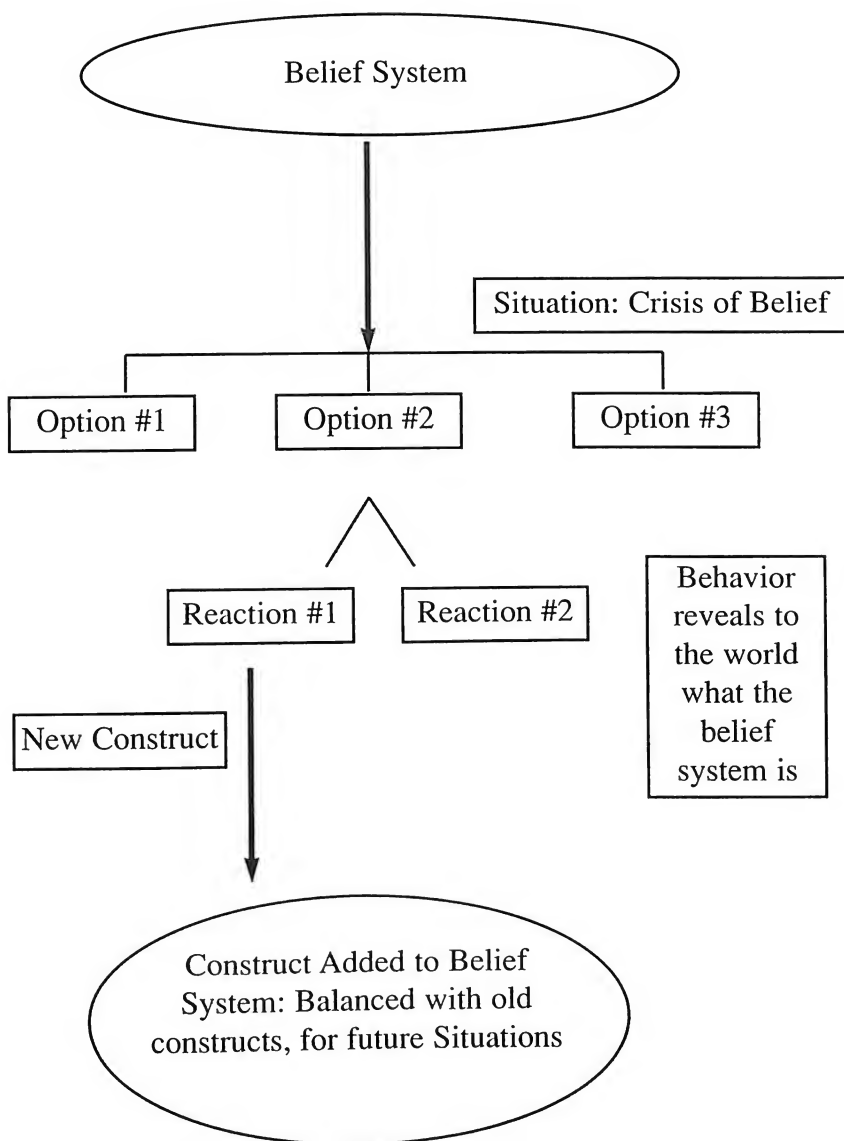 Belief System
Situation: Crisis of Belief
Option #1
Option #2
Option #3
Reaction #1
Reaction #2
Behavior
reveals to
the world
what the
belief
system is
New Construct
Construct Added to Belief
System: Balanced with old
constructs, for future Situations